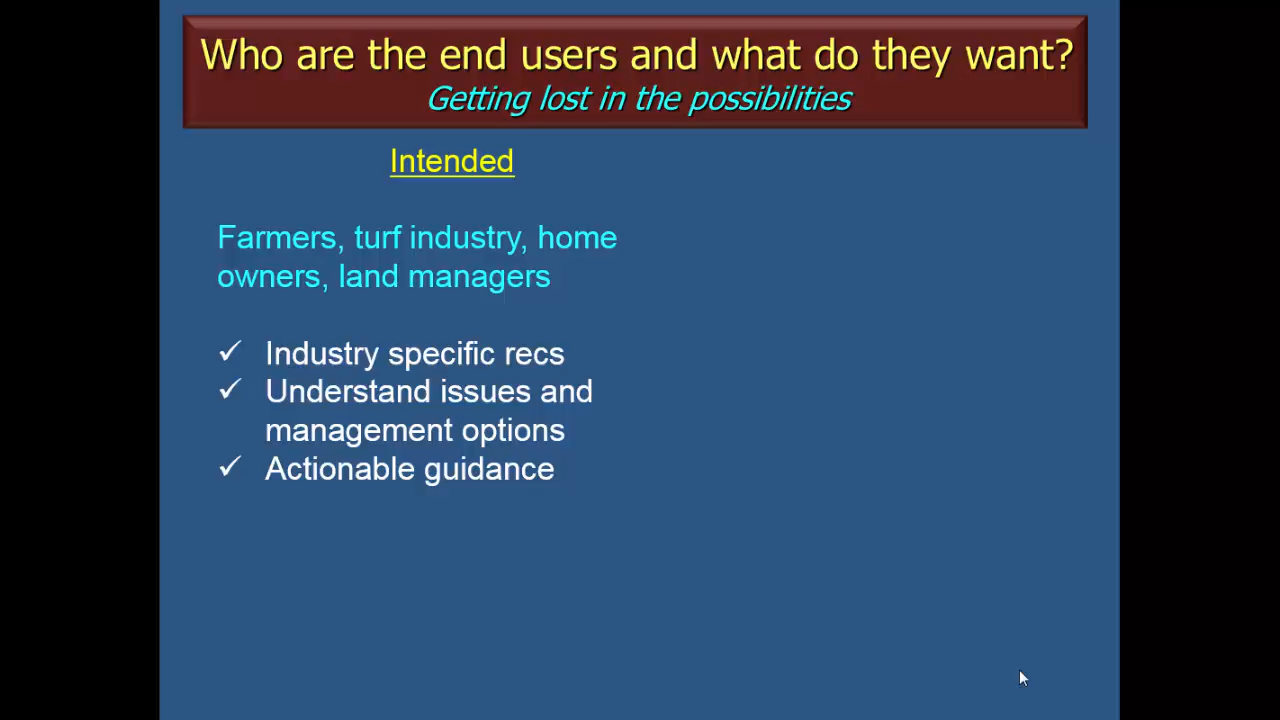 Who are the end users and what do they want?
Getting lost in the possibilities
Intended
Farmers, turf industry, home
owners, land managers
✓ Industry specific recs
✓ Understand issues and
management options
✓ Actionable guidance